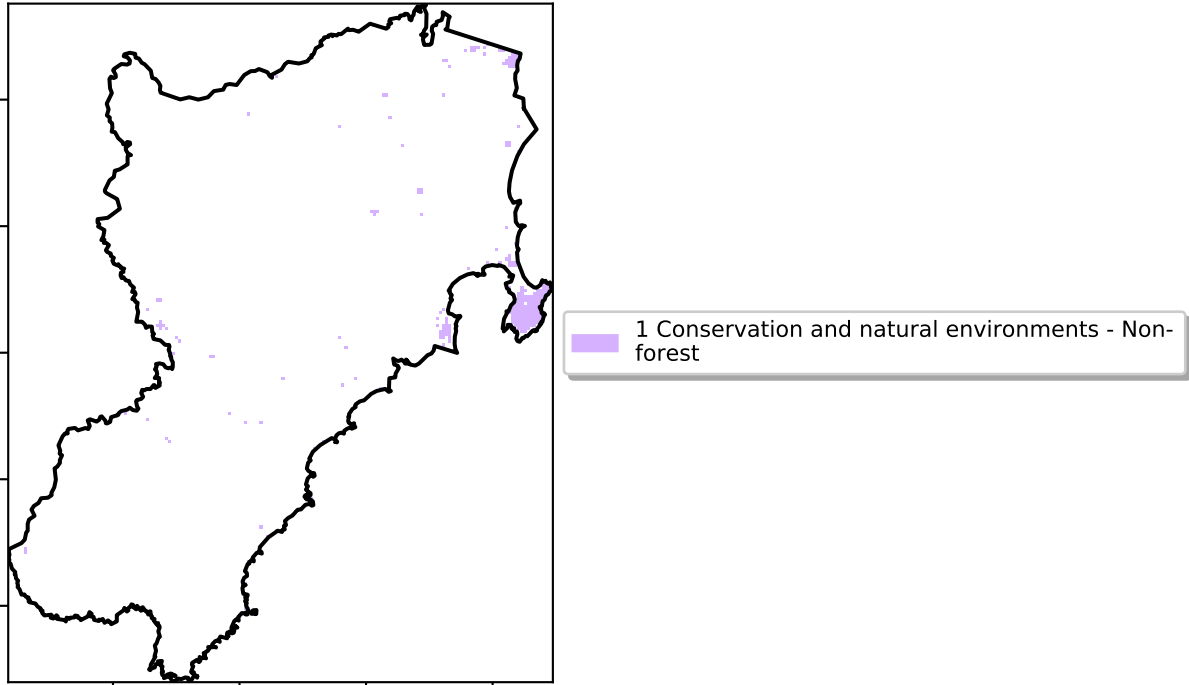 1 Conservation and natural environments - Non-
forest